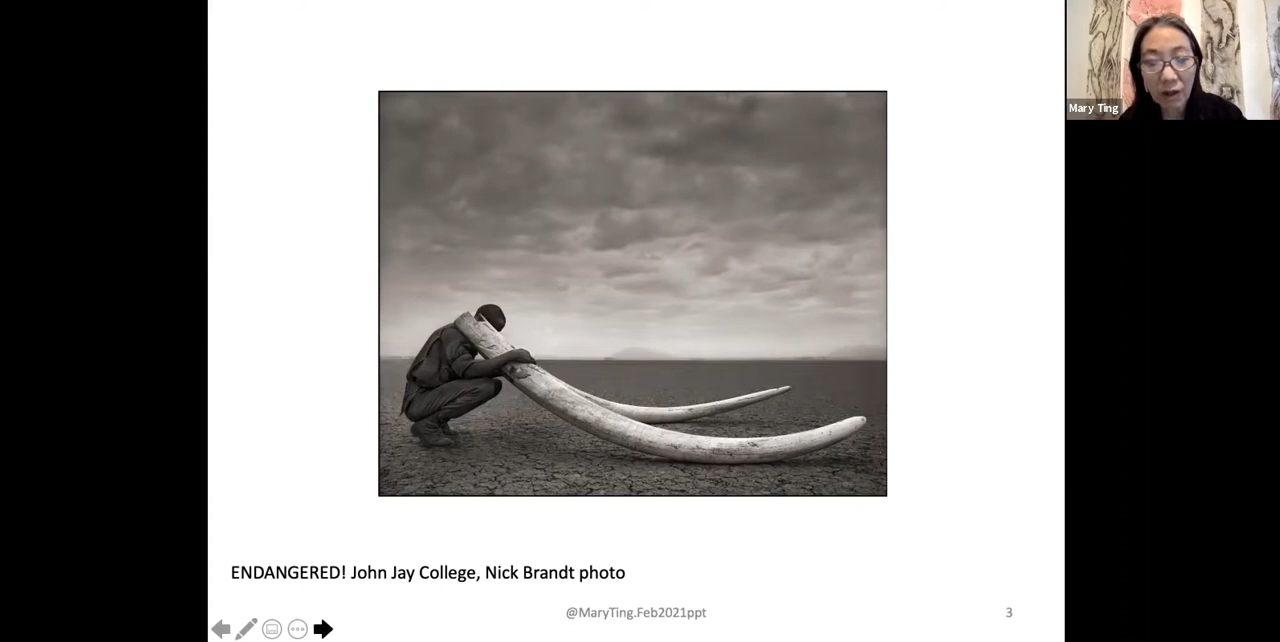 Mary Ting
ENDANGERED! John Jay College, Nick Brandt photo
@MaryTing.Feb2021ppt
3